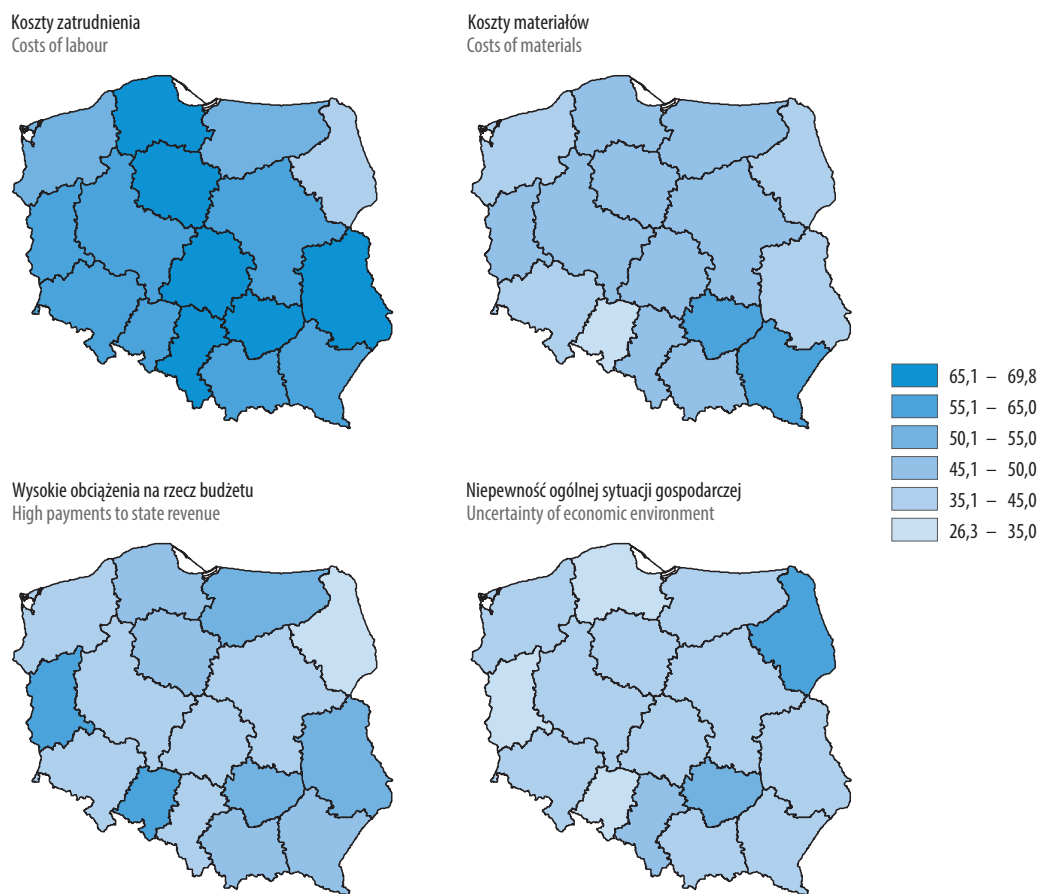 Koszty zatrudnienia
Costs of labour
Koszty materiałów
Costs of materials
65,1 – 69,8
55,1 – 65,0
50,1 – 55,0
45,1 – 50,0
35,1 – 45,0
26,3 – 35,0
Wysokie obciążenia na rzecz budżetu
High payments to state revenue
Niepewność ogólnej sytuacji gospodarczej
Uncertainty of economic environment